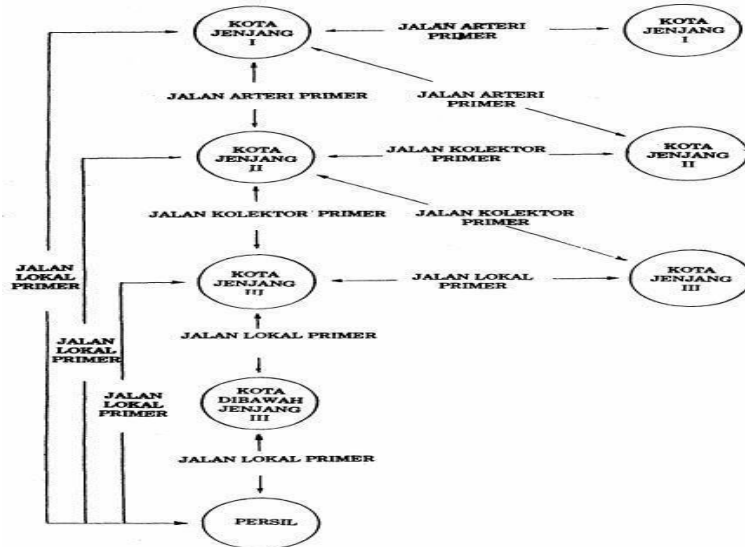 KOTA
JENJANG
I
JALAN ARTERI
PRIMER
KOTA
JENJANG
I
JALAN ARTERI PRIMER
JALAN ARTERI
PRIMER
KOTA
JENJANG
II
JALAN KOLEKTOR
PRIMER
KOTA
JENJANG
II
JALAN KOLEKTOR PRIMER
JALAN KOLEKTOR
PRIMER
JALAN
LOKAL
PRIMER
KOTA
JENJANG
III
JALAN LOKAL
PRIMER
KOTA
JENJANG
III
JALAN LOKAL PRIMER
JALAN
LOKAL
PRIMER
JALAN
LOKAL
PRIMER
KOTA
DIBAWAH
JENJANG
III
JALAN LOKAL PRIMER
PERSIL